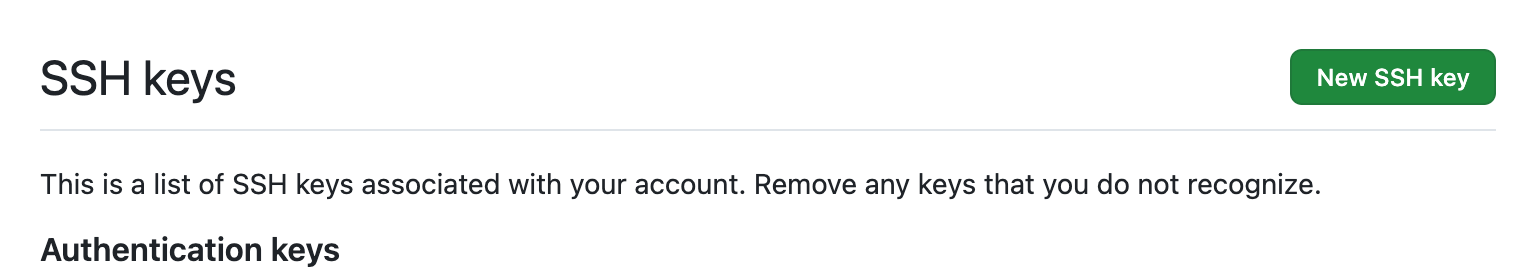 SSH keys
New SSH key
This is a list of SSH keys associated with your account. Remove any keys that you do not recognize.
Authentication keys